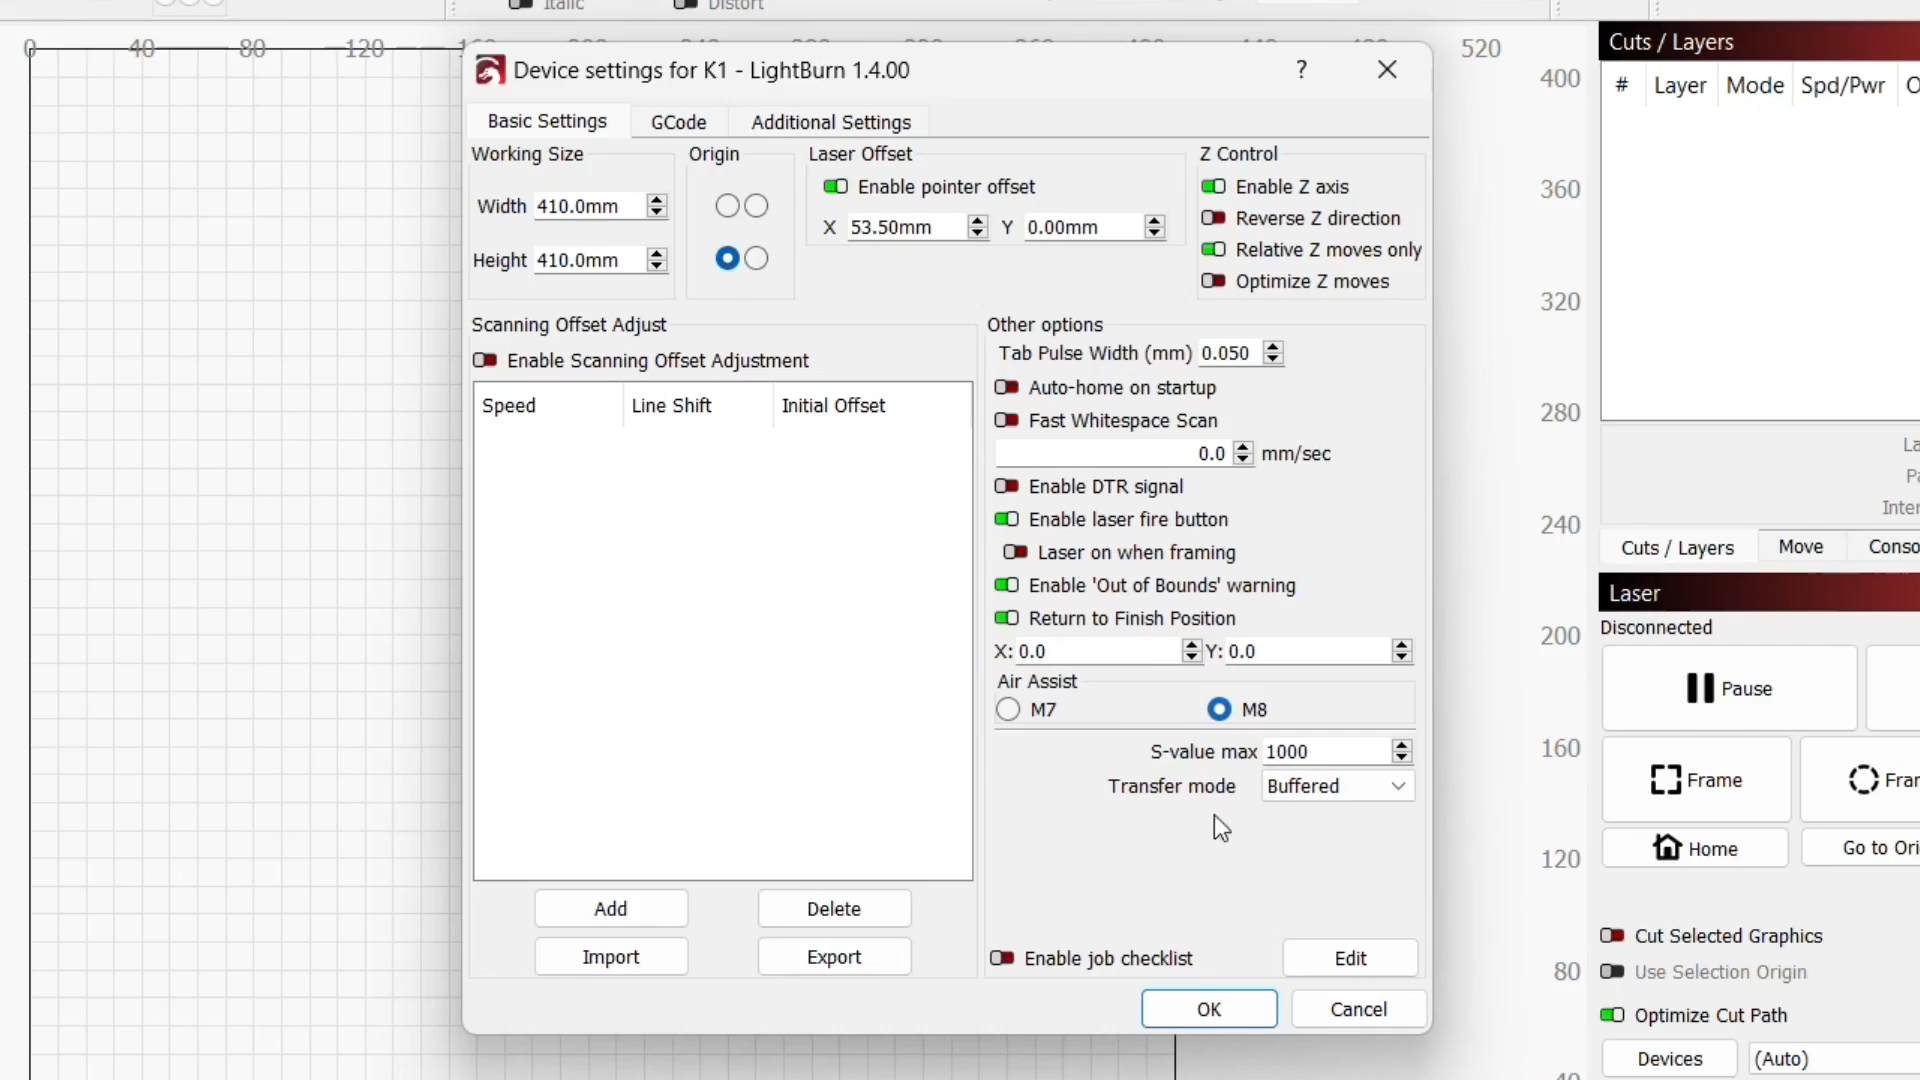 Italic
Distort
0 40 80 120 520
Device settings for K1 - LightBurn 1.4.00
?
Basic Settings
GCode
Additional Settings
Working Size
Width 410.0mm
Height 410.0mm
Origin
Laser Offset
Enable pointer offset
X 53.50mm Y 0.00mm
Z Control
Enable Z axis
Reverse Z direction
Relative Z moves only
Optimize Z moves
Scanning Offset Adjust
Enable Scanning Offset Adjustment
Speed Line Shift Initial Offset
Add
Delete
Import
Export
Other options
Tab Pulse Width (mm) 0.050
Auto-home on startup
Fast Whitespace Scan
0.0 mm/sec
Enable DTR signal
Enable laser fire button
Laser on when framing
Enable 'Out of Bounds' warning
Return to Finish Position
X: 0.0 Y: 0.0
Air Assist
M7 M8
S-value max 1000
Transfer mode Buffered
Enable job checklist
Edit
OK
Cancel
400
360
320
280
240
200
160
120
80
Cuts / Layers
# Layer Mode Spd/Pwr
Cuts / Layers
Move
Laser
Disconnected
Pause
Frame
Home
Go to
Cut Selected Graphics
Use Selection Origin
Optimize Cut Path
Devices
(Auto)